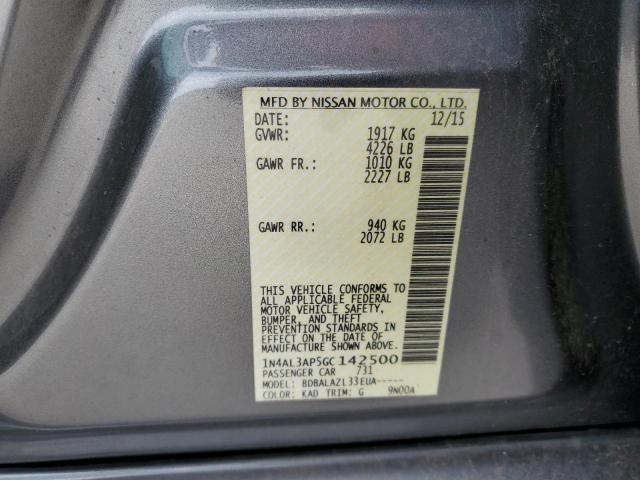 MFD BY NISSAN MOTOR CO., LTD.
DATE: 12/15
GVWR: 1917 KG
4226 LB
GAWR FR.: 1010 KG
2227 LB
GAWR RR.: 940 KG
2072 LB
THIS VEHICLE CONFORMS TO
ALL APPLICABLE FEDERAL
MOTOR VEHICLE SAFETY,
BUMPER, AND THEFT
PREVENTION STANDARDS IN
EFFECT ON THE DATE OF
MANUFACTURE SHOWN ABOVE.
1N4AL3AP5GC142500
PASSENGER CAR 731
MODEL: BDBALAZL33EUA-----
COLOR: KAD TRIM: G 9N00A